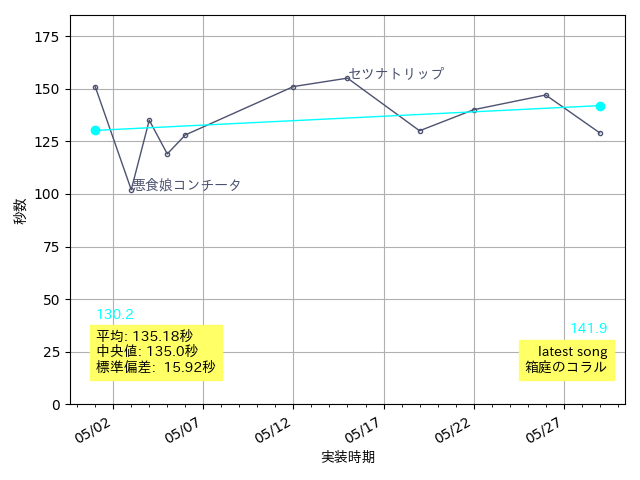 175
150
125
100
75
50
25
0
秒数
セツナトリップ
悪食娘コンチータ
130.2
141.9
平均: 135.18秒
中央値: 135.0秒
標準偏差: 15.92秒
latest song
箱庭のコラル
05/02
05/07
05/12
05/17
05/22
05/27
実装時期